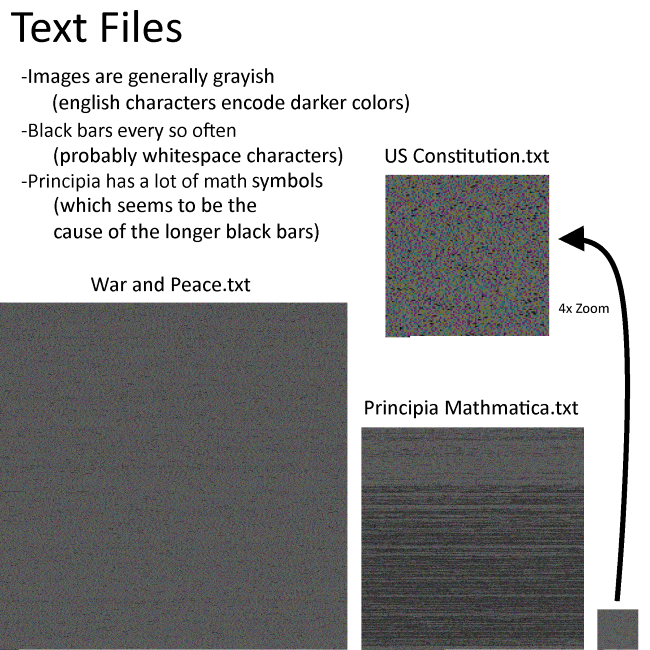 Text Files
-Images are generally grayish
(english characters encode darker colors)
-Black bars every so often
(probably whitespace characters)
-Principia has a lot of math symbols
(which seems to be the
cause of the longer black bars)
US Constitution.txt
4x Zoom
War and Peace.txt
Principia Mathmatica.txt